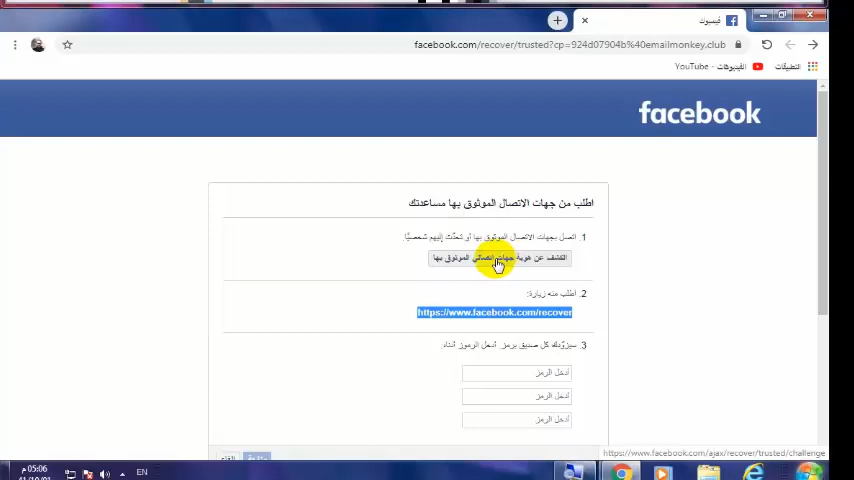 فيسبوك
facebook.com/recover/trusted?cp=924d07904b%40emailmonkey.club
التطبيقات
الفيديوهات - YouTube
facebook
اطلب من جهات الاتصال الموثوق بها مساعدتك
1. اتصل بجهات الاتصال الموثوق بها أو تحدَّث إليهم شخصيًا.
الكشف عن هوية جهات اتصالي الموثوق بها
2. اطلب منه زيارة:
https://www.facebook.com/recover
3. سيزوّدك كل صديق برمز. أدخل الرموز أدناه.
أدخل الرمز
أدخل الرمز
أدخل الرمز
متابعة
إلغاء
https://www.facebook.com/ajax/recover/trusted/challenge
EN
05:06 م